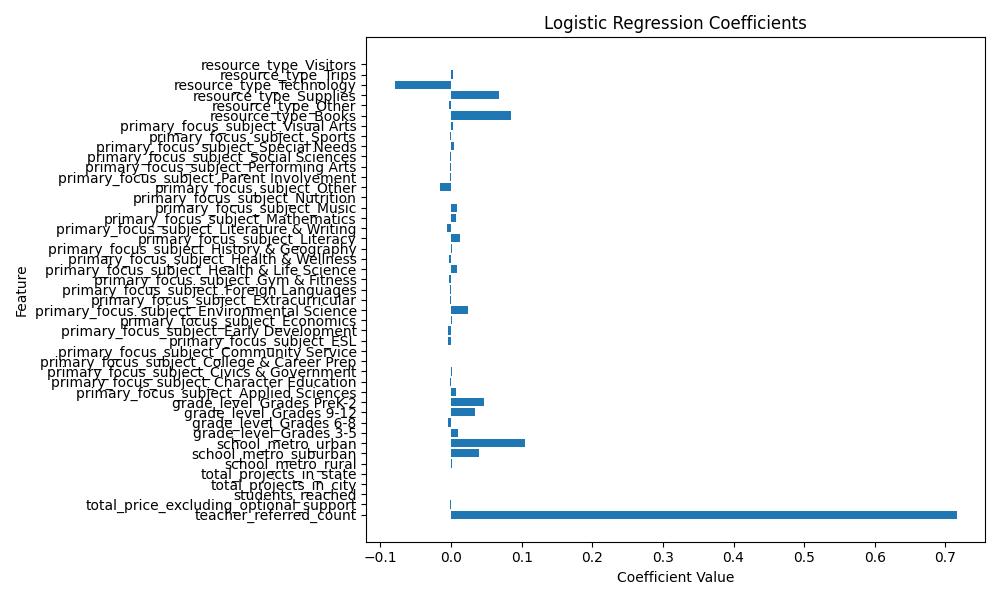 Logistic Regression Coefficients
resource_type_Visitors
resource_type_Trips
resource_type_Technology
resource_type_Supplies
resource_type_Other
resource_type_Books
primary_focus_subject_Visual Arts
primary_focus_subject_Sports
primary_focus_subject_Special Needs
primary_focus_subject_Social Sciences
primary_focus_subject_Performing Arts
primary_focus_subject_Parent Involvement
primary_focus_subject_Other
primary_focus_subject_Nutrition
primary_focus_subject_Music
primary_focus_subject_Mathematics
primary_focus_subject_Literature & Writing
primary_focus_subject_Literacy
primary_focus_subject_History & Geography
primary_focus_subject_Health & Wellness
primary_focus_subject_Health & Life Science
primary_focus_subject_Gym & Fitness
primary_focus_subject_Foreign Languages
primary_focus_subject_Extracurricular
primary_focus_subject_Environmental Science
primary_focus_subject_Economics
primary_focus_subject_Early Development
primary_focus_subject_ESL
primary_focus_subject_Community Service
primary_focus_subject_College & Career Prep
primary_focus_subject_Civics & Government
primary_focus_subject_Character Education
primary_focus_subject_Applied Sciences
grade_level_Grades PreK-2
grade_level_Grades 9-12
grade_level_Grades 6-8
grade_level_Grades 3-5
school_metro_urban
school_metro_suburban
school_metro_rural
total_projects_in_state
total_projects_in_city
students_reached
total_price_excluding_optional_support
teacher_referred_count
Feature
−0.1 0.0 0.1 0.2 0.3 0.4 0.5 0.6 0.7
Coefficient Value